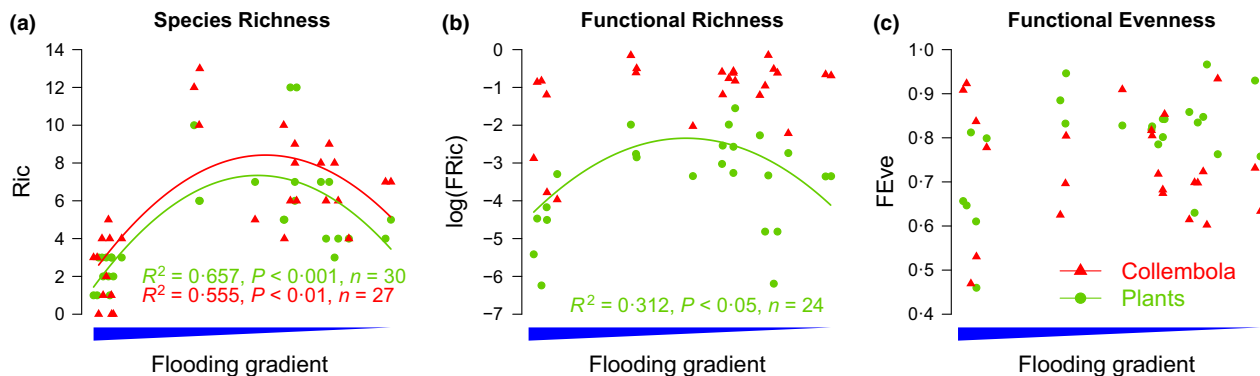 (a) Species Richness
Ric
14
12
10
8
6
4
2
0
R² = 0·657, P < 0·001, n = 30
R² = 0·555, P < 0·01, n = 27
Flooding gradient
(b) Functional Richness
log(FRic)
0
−1
−2
−3
−4
−5
−6
−7
R² = 0·312, P < 0·05, n = 24
Flooding gradient
(c) Functional Evenness
FEve
1·0
0·9
0·8
0·7
0·6
0·5
0·4
Collembola
Plants
Flooding gradient